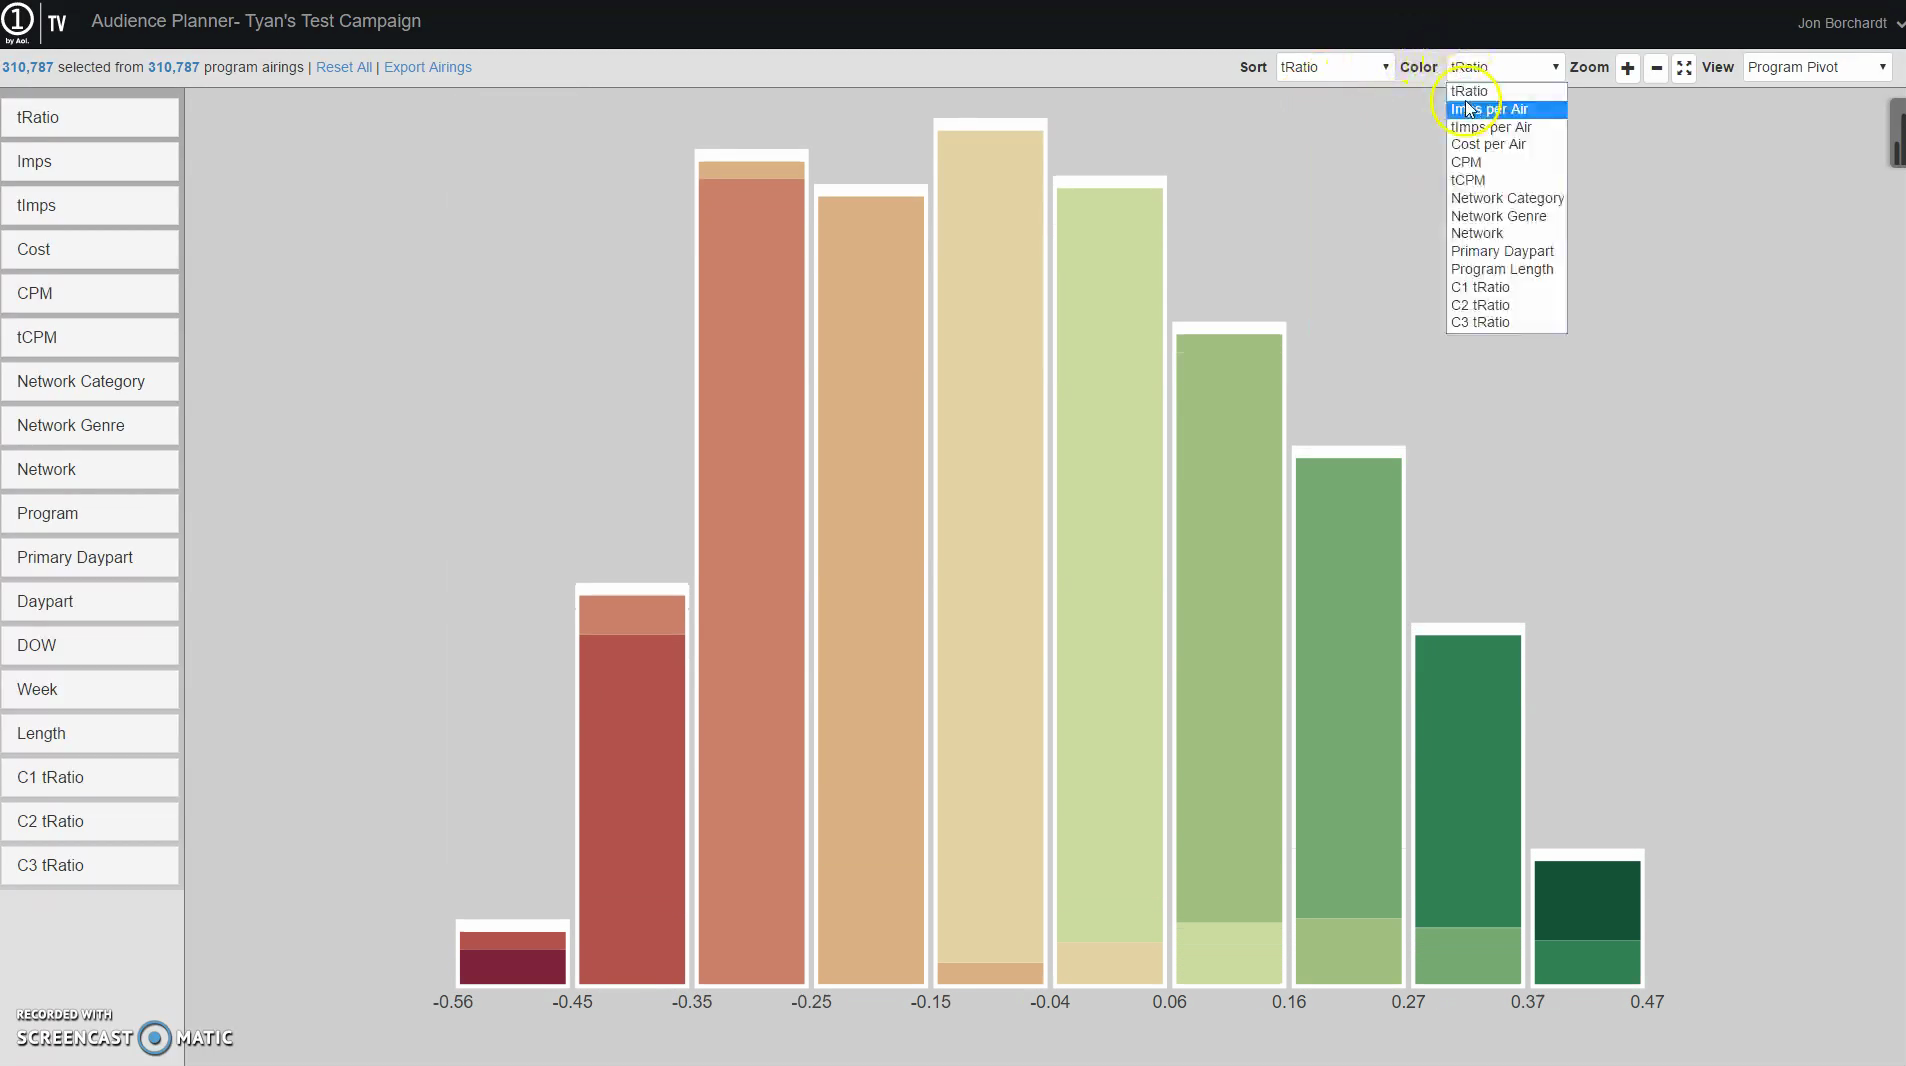 1 TV
by Aol.
Audience Planner- Tyan's Test Campaign
Jon Borchardt
310,787 selected from 310,787 program airings | Reset All | Export Airings
Sort tRatio Color tRatio Zoom + - View Program Pivot
tRatio
Imps per Air
tImps per Air
Cost per Air
CPM
tCPM
Network Category
Network Genre
Network
Primary Daypart
Program Length
C1 tRatio
C2 tRatio
C3 tRatio
tRatio
Imps
tImps
Cost
CPM
tCPM
Network Category
Network Genre
Network
Program
Primary Daypart
Daypart
DOW
Week
Length
C1 tRatio
C2 tRatio
C3 tRatio
-0.56 -0.45 -0.35 -0.25 -0.15 -0.04 0.06 0.16 0.27 0.37 0.47
RECORDED WITH
SCREENCAST MATIC